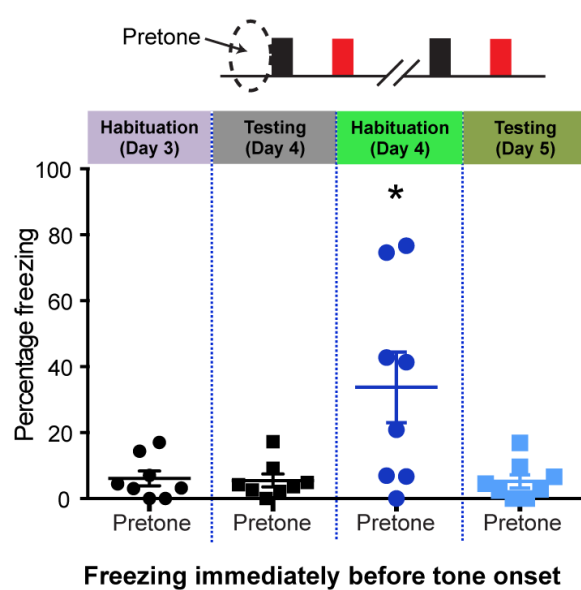 Pretone
Habituation
(Day 3)
Testing
(Day 4)
Habituation
(Day 4)
Testing
(Day 5)
Percentage freezing
100
80
60
40
20
0
*
Pretone
Pretone
Pretone
Pretone
Freezing immediately before tone onset